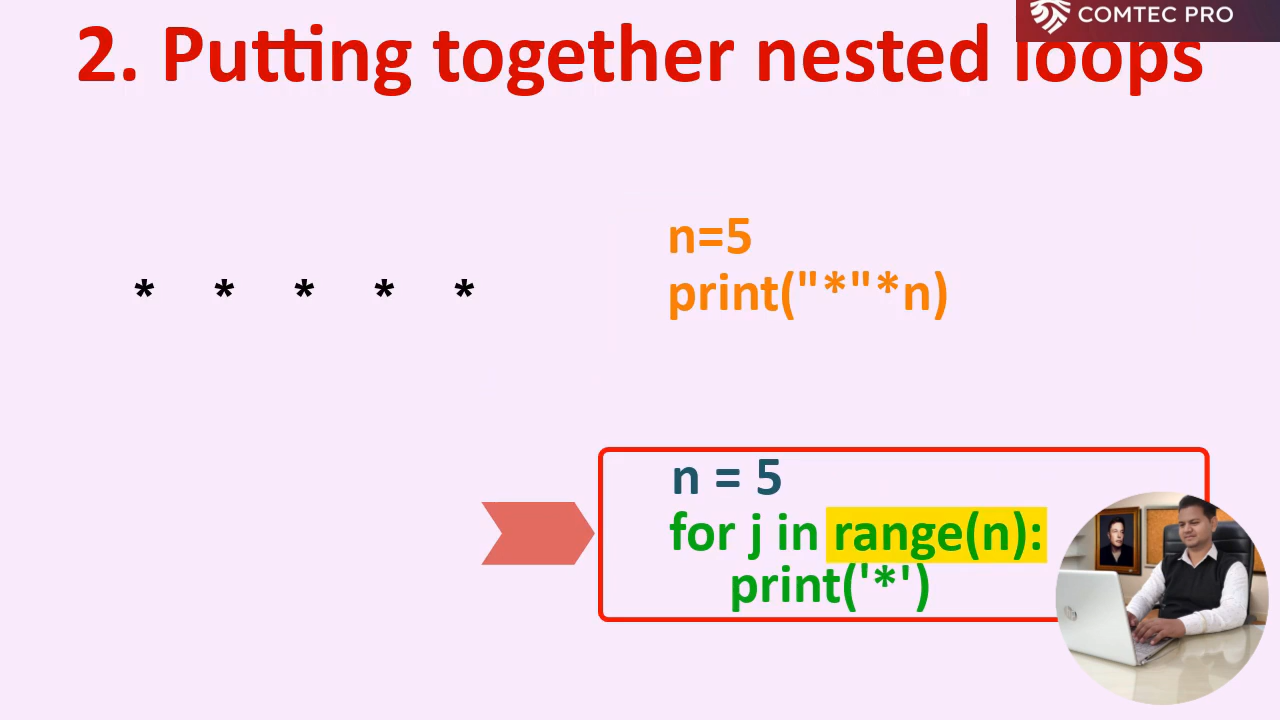 COMTEC PRO
2. Putting together nested loops
n=5
* * * * *
print("*"*n)
n = 5
for j in range(n):
print('*')